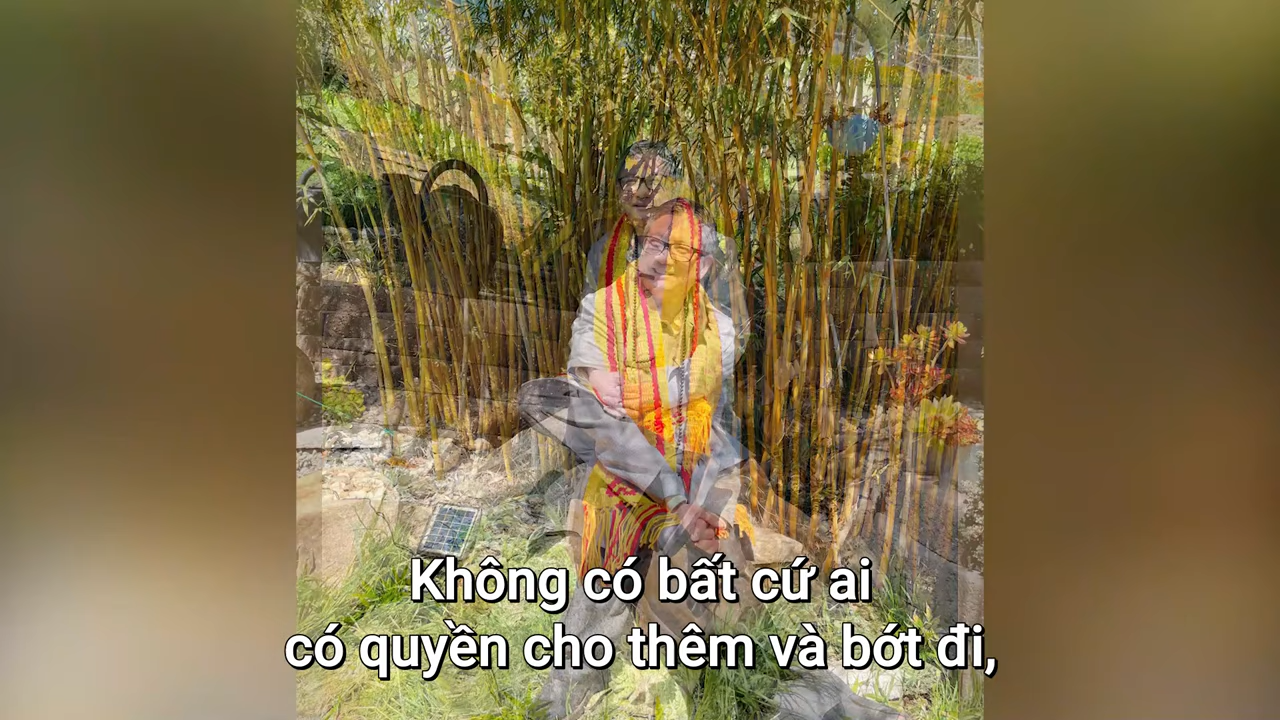 Không có bất cứ ai
có quyền cho thêm và bớt đi,